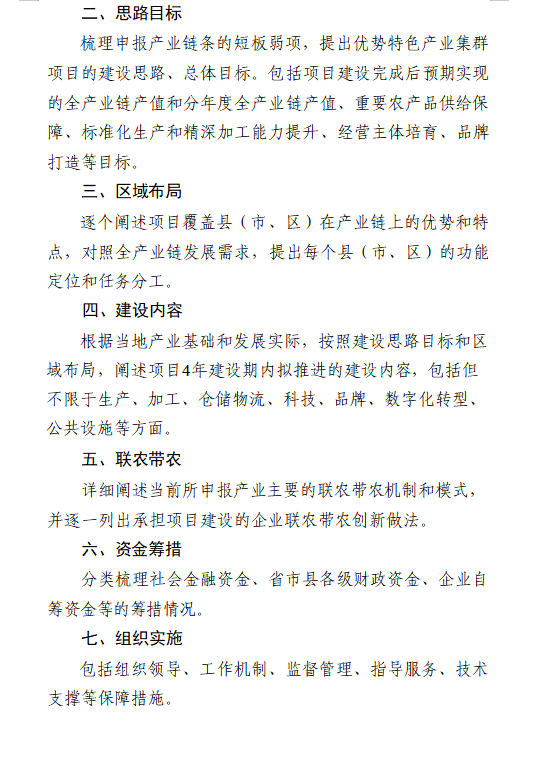 二、思路目标
梳理申报产业链条的短板弱项，提出优势特色产业集群
项目的建设思路、总体目标。包括项目建设完成后预期实现
的全产业链产值和分年度全产业链产值、重要农产品供给保
障、标准化生产和精深加工能力提升、经营主体培育、品牌
打造等目标。
三、区域布局
逐个阐述项目覆盖县（市、区）在产业链上的优势和特
点，对照全产业链发展需求，提出每个县（市、区）的功能
定位和任务分工。
四、建设内容
根据当地产业基础和发展实际，按照建设思路目标和区
域布局，阐述项目4年建设期内拟推进的建设内容，包括但
不限于生产、加工、仓储物流、科技、品牌、数字化转型、
公共设施等方面。
五、联农带农
详细阐述当前所申报产业主要的联农带农机制和模式，
并逐一列出承担项目建设的企业联农带农创新做法。
六、资金筹措
分类梳理社会金融资金、省市县各级财政资金、企业自
筹资金等的筹措情况。
七、组织实施
包括组织领导、工作机制、监督管理、指导服务、技术
支撑等保障措施。